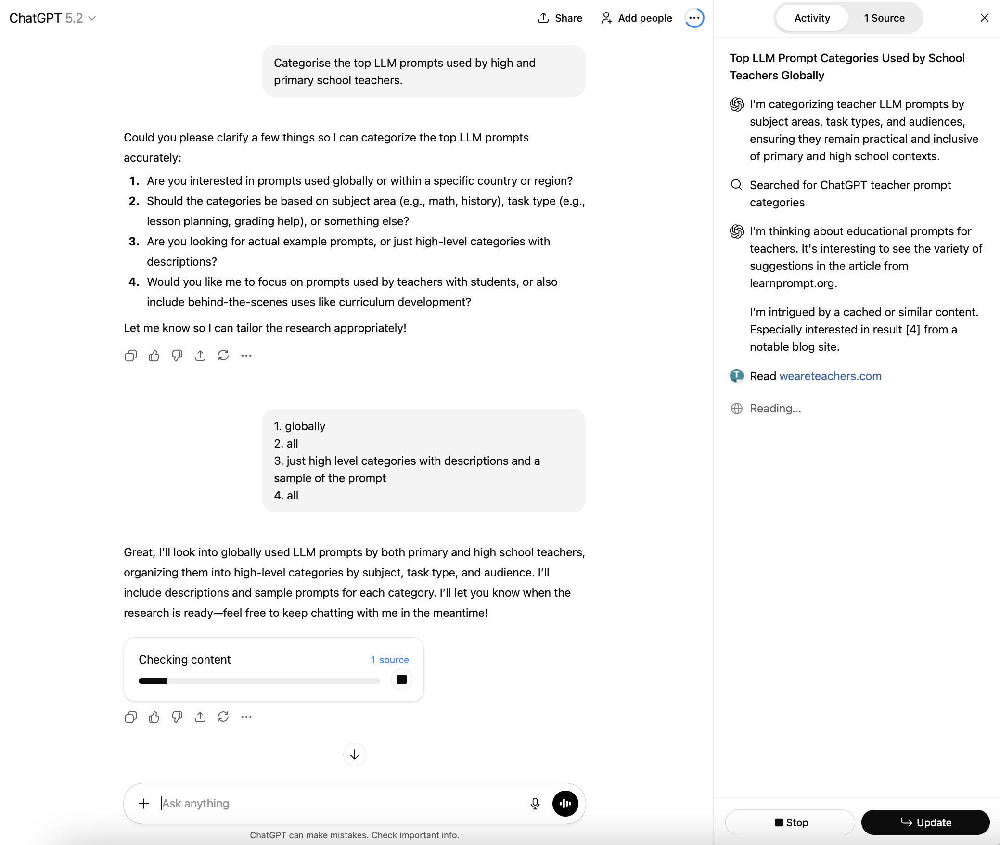 ChatGPT 5.2
Share
Add people
Categorise the top LLM prompts used by high and
primary school teachers.
Could you please clarify a few things so I can categorize the top LLM prompts
accurately:
1. Are you interested in prompts used globally or within a specific country or region?
2. Should the categories be based on subject area (e.g., math, history), task type (e.g.,
lesson planning, grading help), or something else?
3. Are you looking for actual example prompts, or just high-level categories with
descriptions?
4. Would you like me to focus on prompts used by teachers with students, or also
include behind-the-scenes uses like curriculum development?
Let me know so I can tailor the research appropriately!
1. globally
2. all
3. just high level categories with descriptions and a
sample of the prompt
4. all
Great, I’ll look into globally used LLM prompts by both primary and high school teachers,
organizing them into high-level categories by subject, task type, and audience. I’ll
include descriptions and sample prompts for each category. I’ll let you know when the
research is ready—feel free to keep chatting with me in the meantime!
Checking content
1 source
Ask anything
ChatGPT can make mistakes. Check important info.
Activity
1 Source
Top LLM Prompt Categories Used by School
Teachers Globally
I'm categorizing teacher LLM prompts by
subject areas, task types, and audiences,
ensuring they remain practical and inclusive
of primary and high school contexts.
Searched for ChatGPT teacher prompt
categories
I'm thinking about educational prompts for
teachers. It's interesting to see the variety of
suggestions in the article from
learnprompt.org.
I’m intrigued by a cached or similar content.
Especially interested in result [4] from a
notable blog site.
T
Read weareteachers.com
Reading...
Stop
Update